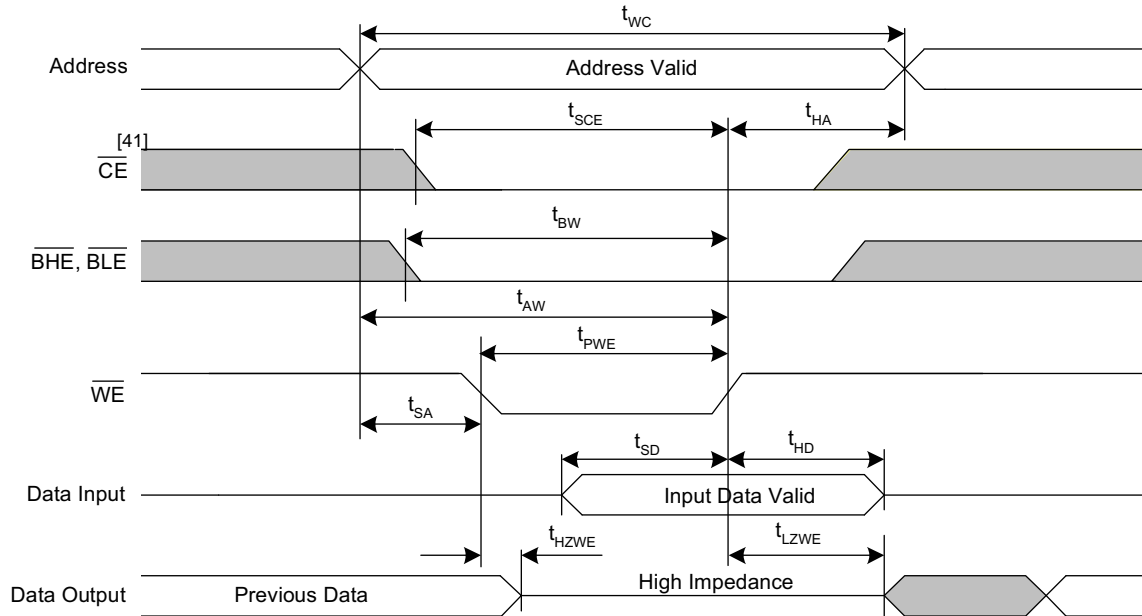 tWC
Address
Address Valid
tSCE
tHA
[41]
CE
tBW
BHE, BLE
tAW
tPWE
WE
tSA
tSD
tHD
Data Input
Input Data Valid
tHZWE
tLZWE
Data Output
Previous Data
High Impedance